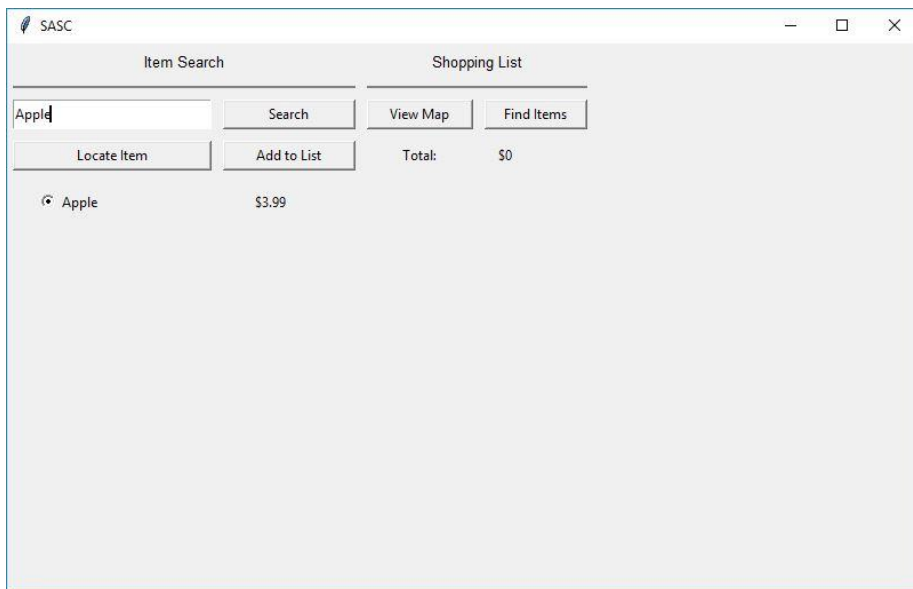 SASC
Item Search Shopping List
Apple Search View Map Find Items
Locate Item Add to List Total: $0
Apple $3.99